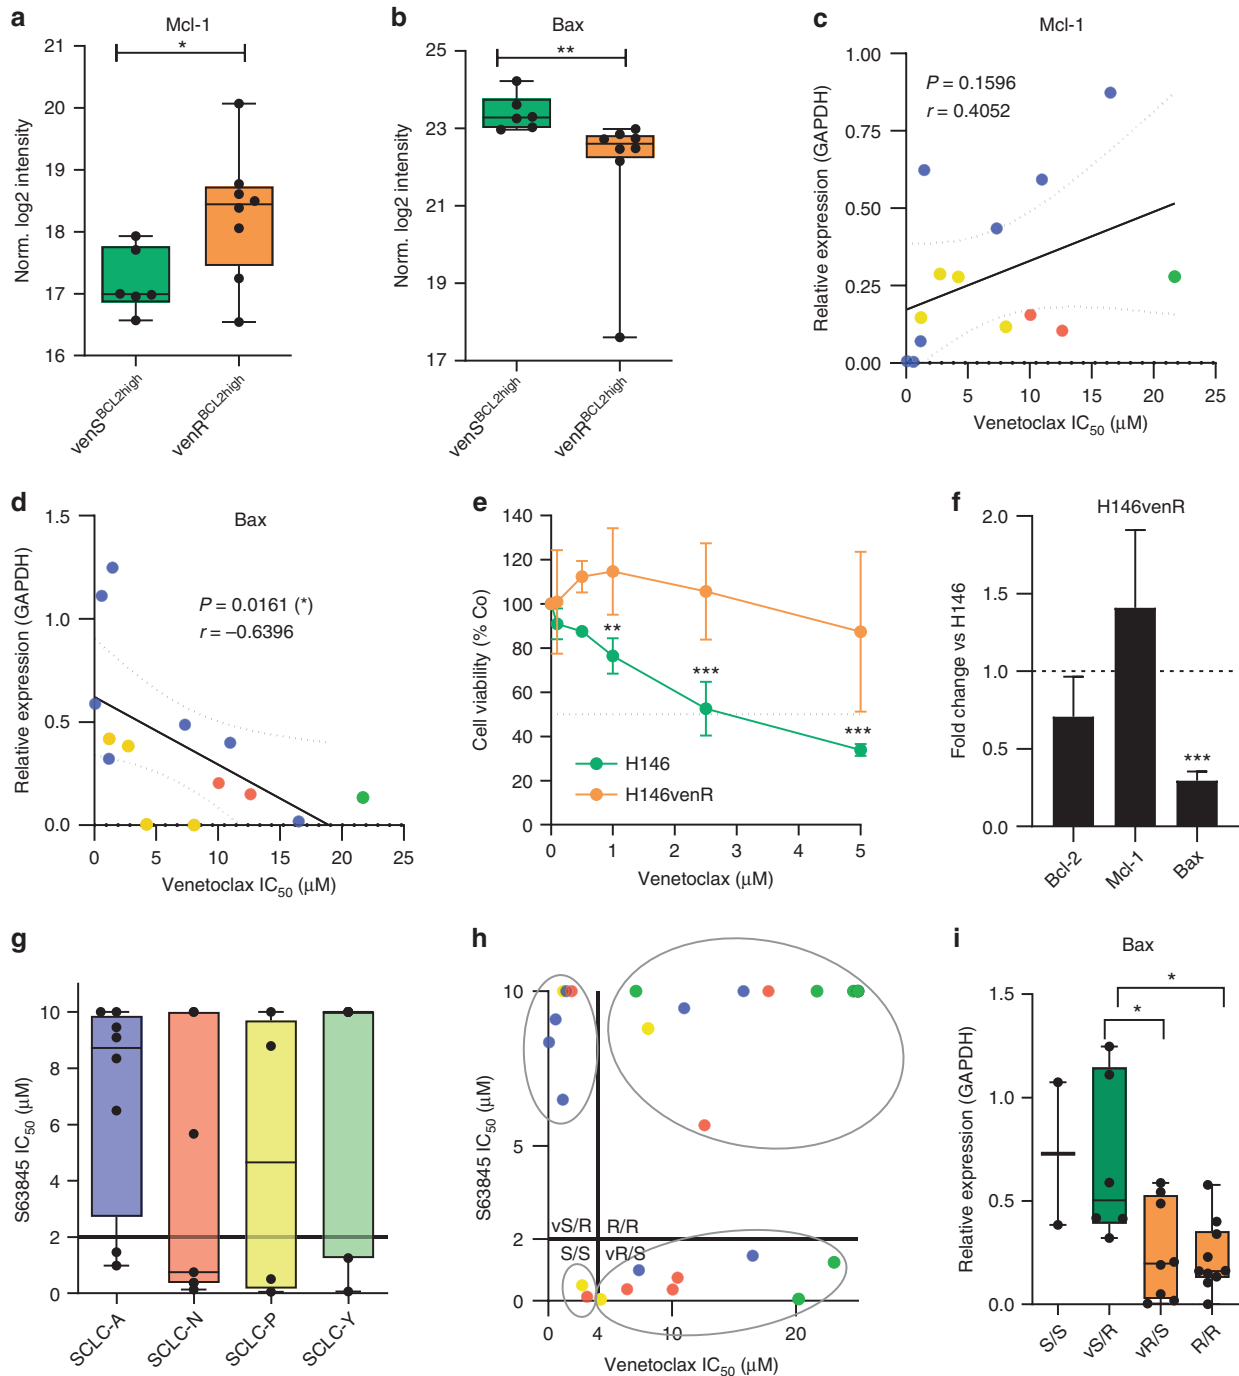 a
Mcl-1
*
21
20
19
18
17
16
Norm. log2 intensity
venS^BCL2high
venR^BCL2high
b
Bax
**
25
23
21
19
17
Norm. log2 intensity
venS^BCL2high
venR^BCL2high
c
Mcl-1
P = 0.1596
r = 0.4052
1.00
0.75
0.50
0.25
0.00
Relative expression (GAPDH)
0 5 10 15 20 25
Venetoclax IC50 (μM)
d
Bax
P = 0.0161 (*)
r = –0.6396
1.5
1.0
0.5
0.0
Relative expression (GAPDH)
0 5 10 15 20 25
Venetoclax IC50 (μM)
e
140
120
100
80
60
40
20
0
Cell viability (% Co)
**
***
***
H146
H146venR
0 1 2 3 4 5
Venetoclax (μM)
f
H146venR
2.0
1.5
1.0
0.5
0.0
Fold change vs H146
***
Bcl-2
Mcl-1
Bax
g
10
8
6
4
2
0
S63845 IC50 (μM)
SCLC-A
SCLC-N
SCLC-P
SCLC-Y
h
10
5
2
0
S63845 IC50 (μM)
vS/R R/R
S/S vR/S
0 4 10 20
Venetoclax IC50 (μM)
i
Bax
*
*
1.5
1.0
0.5
0.0
Relative expression (GAPDH)
S/S
vS/R
vR/S
R/R